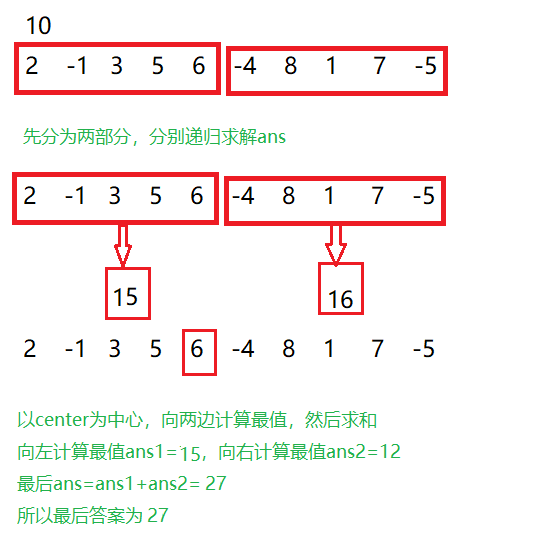 10
2 -1 3 5 6 -4 8 1 7 -5
先分为两部分，分别递归求解ans
2 -1 3 5 6 -4 8 1 7 -5
15 16
2 -1 3 5 6 -4 8 1 7 -5
以center为中心，向两边计算最值，然后求和
向左计算最值ans1=15，向右计算最值ans2=12
最后ans=ans1+ans2= 27
所以最后答案为 27